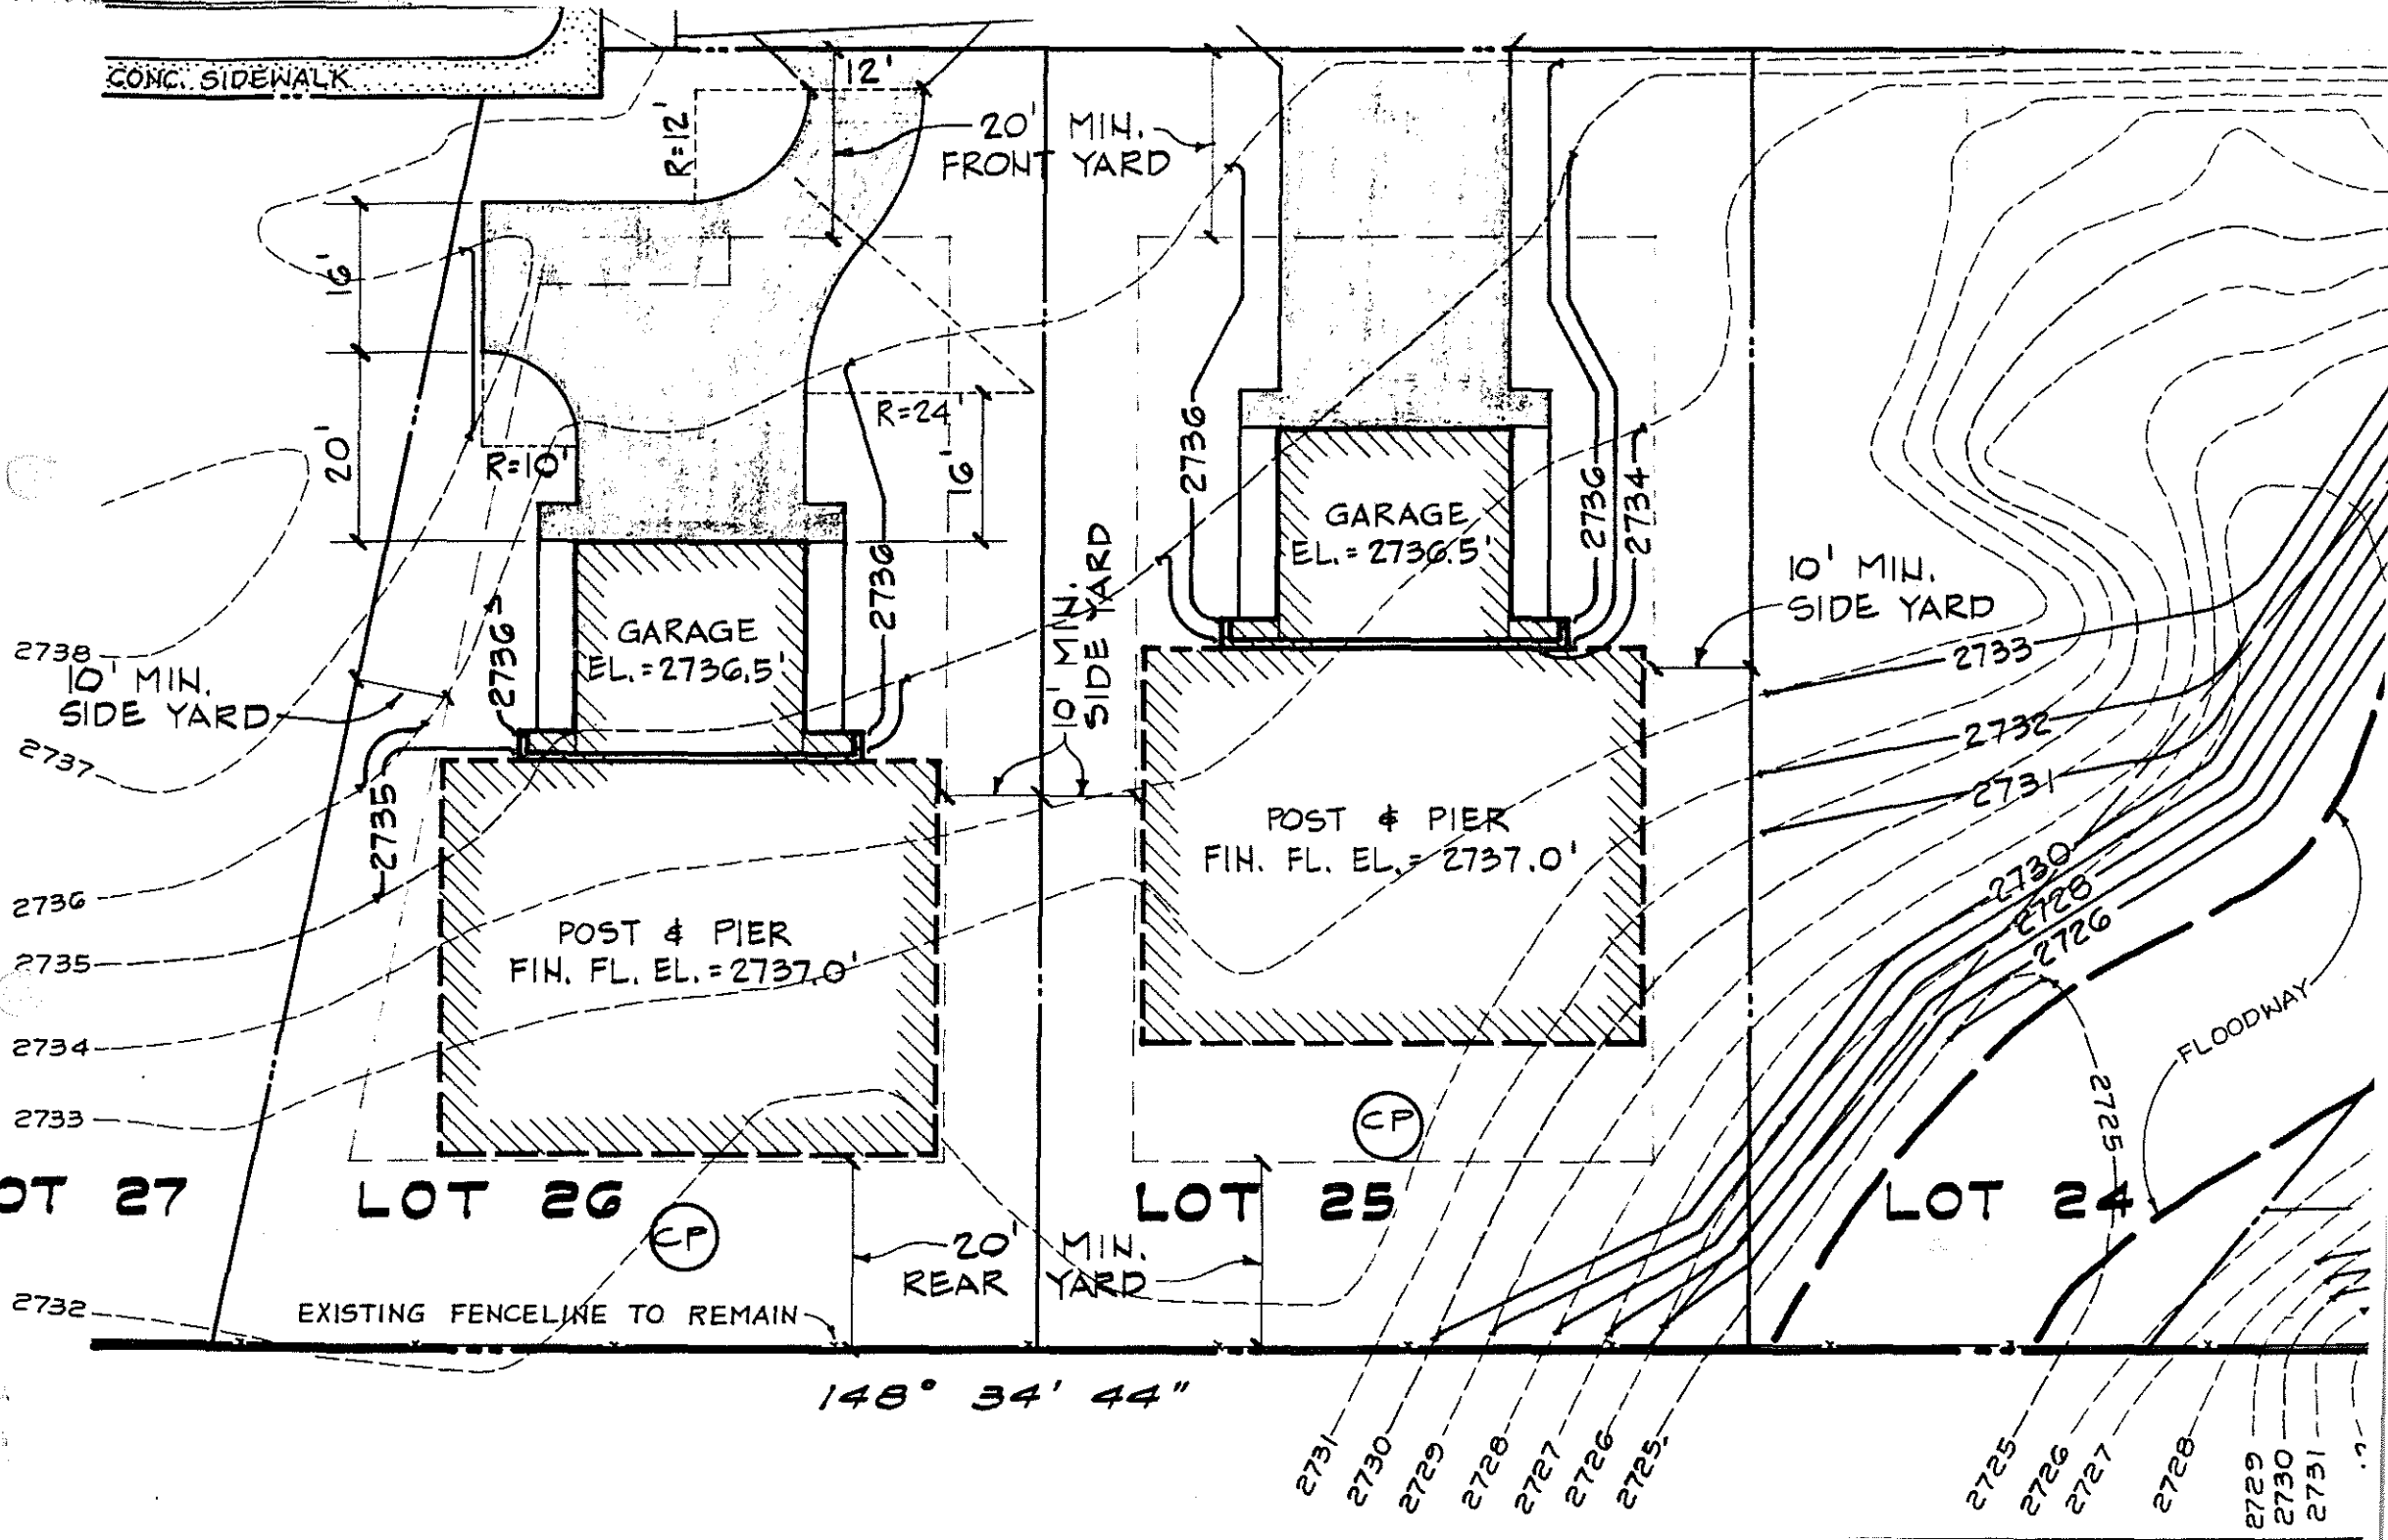 CONC. SIDEWALK
12'
R=12'
20' MIN.
FRONT YARD
16'
20'
R=10'
R=24'
16'
2736
2736
2734
GARAGE
EL.=2736.5'
GARAGE
EL.=2736.5'
2736
2736
10' MIN.
SIDE YARD
10' MIN.
SIDE YARD
10' MIN.
SIDE YARD
2738
2737
2736
2735
2734
2733
2732
2735
2733
2732
2731
2730
2728
2726
POST & PIER
FIN. FL. EL.=2737.0'
POST & PIER
FIN. FL. EL.=2737.0'
FLOODWAY
2725
CP
CP
OT 27
LOT 26
LOT 25
LOT 24
20' MIN.
REAR YARD
EXISTING FENCELINE TO REMAIN
148° 34' 44"
2731
2730
2729
2728
2727
2726
2725
2725
2726
2727
2728
2729
2730
2731